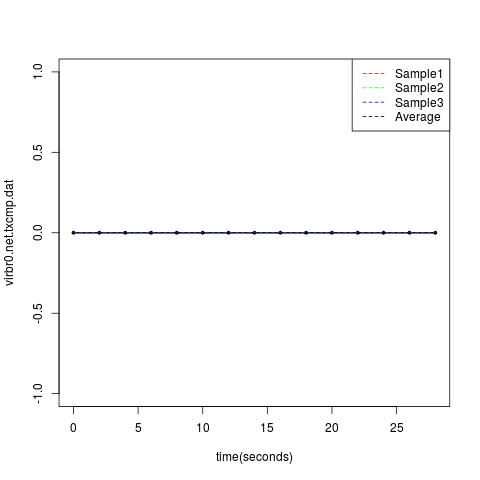 Sample1
Sample2
Sample3
Average
virbr0.net.txcmp.dat
1.0
0.5
0.0
-0.5
-1.0
0 5 10 15 20 25
time(seconds)